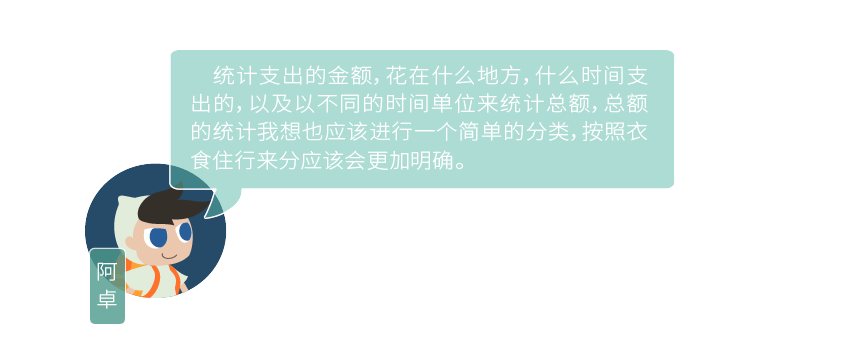 统计支出的金额，花在什么地方，什么时间支
出的，以及以不同的时间单位来统计总额，总额
的统计我想也应该进行一个简单的分类，按照衣
食住行来分应该会更加明确。
阿
卓